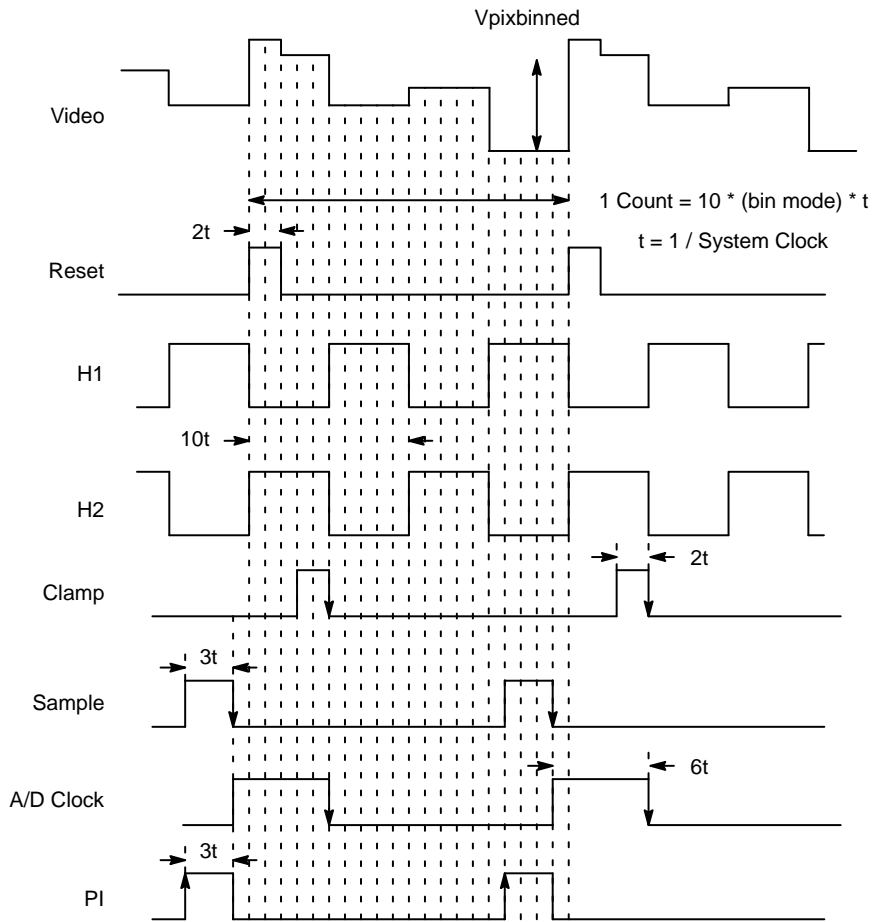 Vpixbinned
Video
1 Count = 10 * (bin mode) * t
2t
t = 1 / System Clock
Reset
H1
10t
H2
2t
Clamp
3t
Sample
6t
A/D Clock
3t
PI